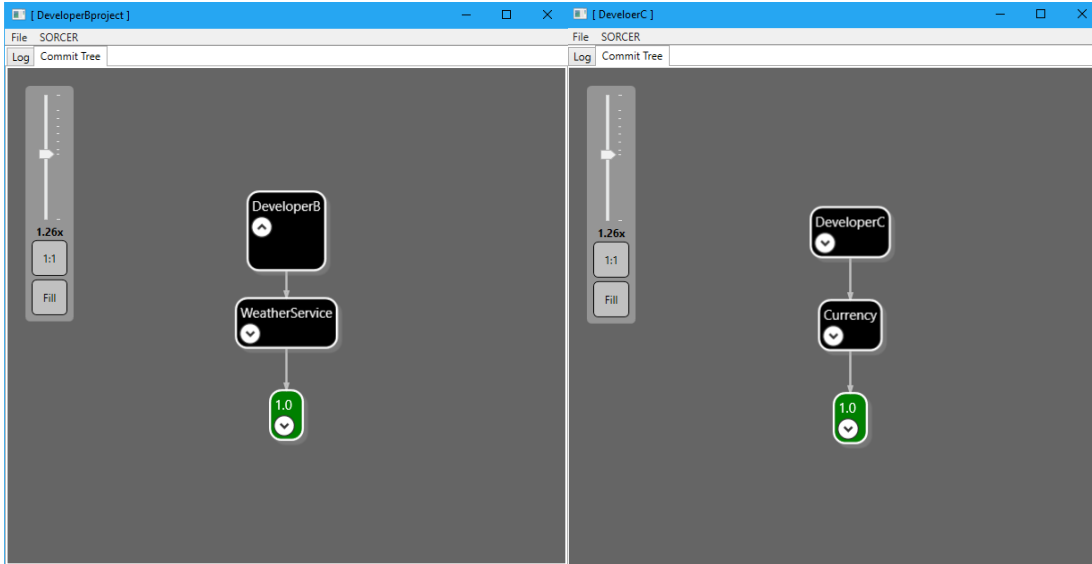 [ DeveloperBproject ]
File SORCER
Log Commit Tree
1.26x
1:1
Fill
DeveloperB
WeatherService
1.0
[ DeveloerC ]
File SORCER
Log Commit Tree
1.26x
1:1
Fill
DeveloperC
Currency
1.0